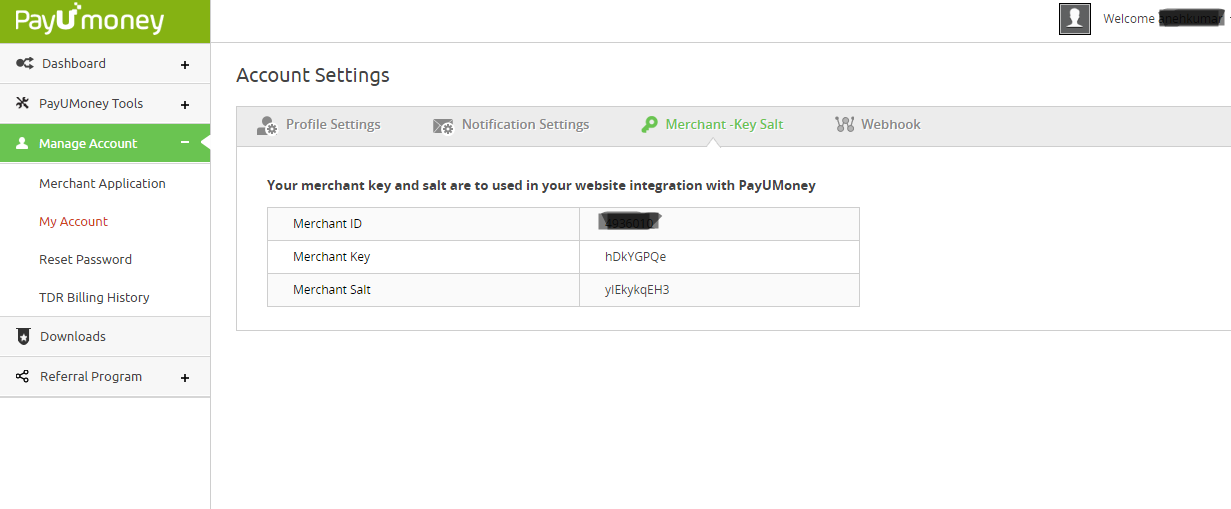 PayUmoney
Welcome
Dashboard
PayUMoney Tools
Manage Account
Merchant Application
My Account
Reset Password
TDR Billing History
Downloads
Referral Program
Account Settings
Profile Settings
Notification Settings
Merchant -Key Salt
Webhook
Your merchant key and salt are to used in your website integration with PayUMoney
Merchant ID
Merchant Key hDkYGPQe
Merchant Salt yIEkykqEH3